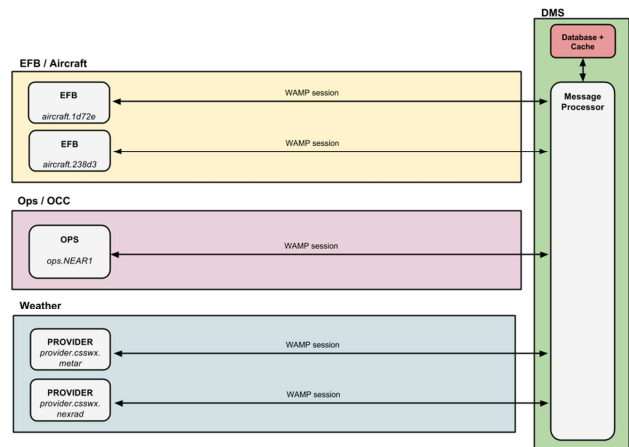 DMS
Database +
Cache
EFB / Aircraft
EFB
aircraft.1d72e
WAMP session
Message
Processor
EFB
aircraft.238d3
WAMP session
Ops / OCC
OPS
ops.NEAR1
WAMP session
Weather
PROVIDER
provider.csswx.
metar
WAMP session
PROVIDER
provider.csswx.
nexrad
WAMP session